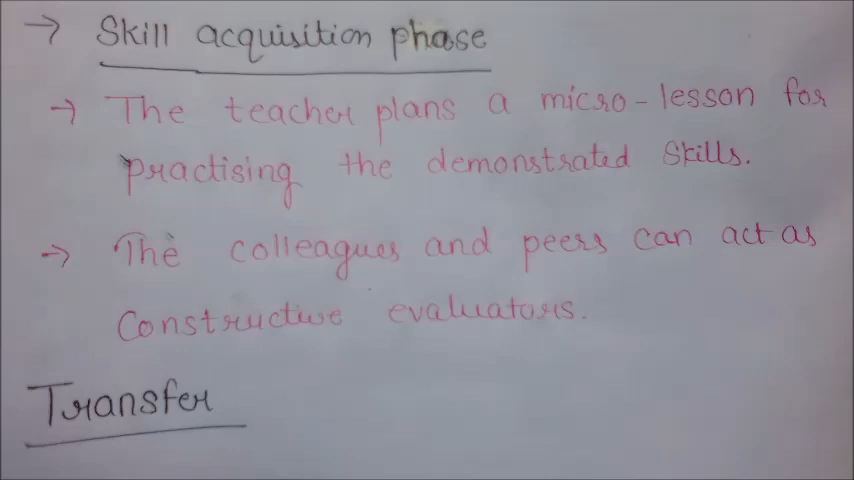 → Skill acquisition phase
→ The teacher plans a micro-lesson for
practising the demonstrated skills.
→ The colleagues and peers can act as
Constructive evaluators.
Transfer